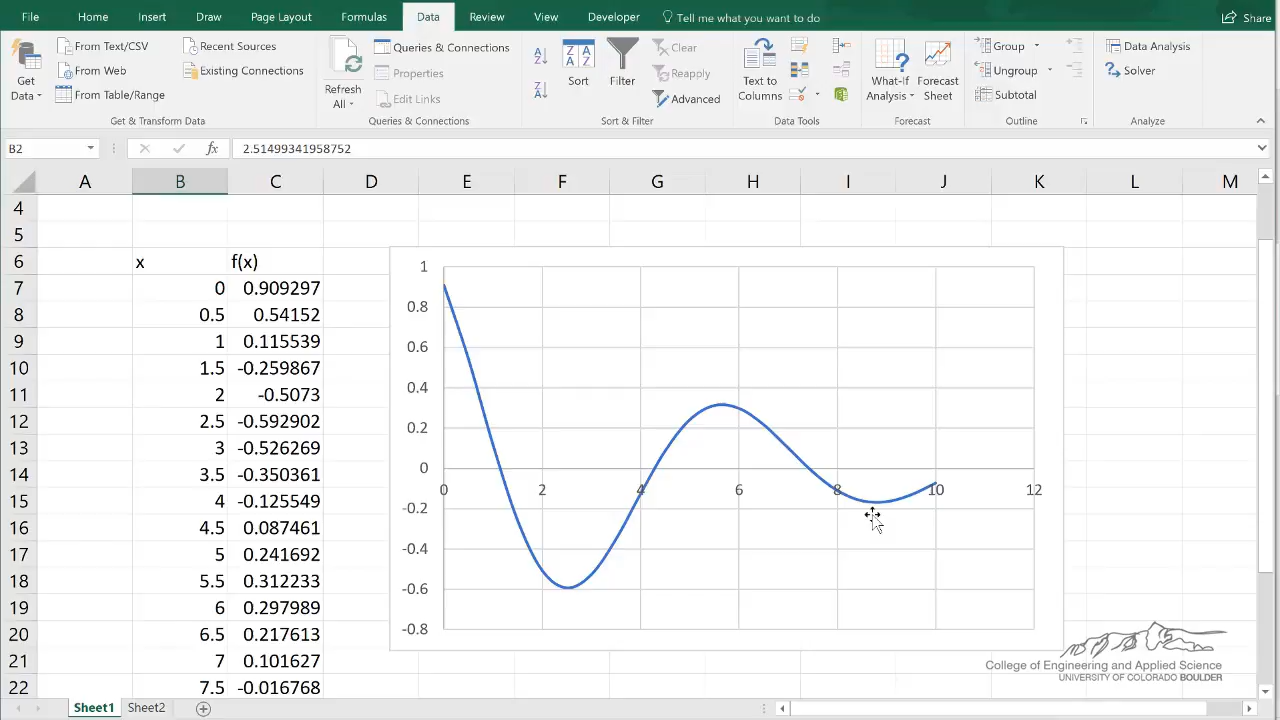 File Home Insert Draw Page Layout Formulas Data Review View Developer Tell me what you want to do Share
From Text/CSV Recent Sources Queries & Connections Clear Group Data Analysis
From Web Existing Connections Properties Reapply Ungroup Solver
From Table/Range Edit Links Advanced Subtotal
Get Data Refresh All Sort Filter Text to Columns What-If Analysis Forecast Sheet
Get & Transform Data Queries & Connections Sort & Filter Data Tools Forecast Outline Analyze
B2 fx 2.51499341958752
A B C D E F G H I J K L M
4
5
6 x f(x)
7 0 0.909297
8 0.5 0.54152
9 1 0.115539
10 1.5 -0.259867
11 2 -0.5073
12 2.5 -0.592902
13 3 -0.526269
14 3.5 -0.350361
15 4 -0.125549
16 4.5 0.087461
17 5 0.241692
18 5.5 0.312233
19 6 0.297989
20 6.5 0.217613
21 7 0.101627
22 7.5 -0.016768
1
0.8
0.6
0.4
0.2
0
-0.2
-0.4
-0.6
-0.8
0 2 4 6 8 10 12
College of Engineering and Applied Science
UNIVERSITY OF COLORADO BOULDER
Sheet1 Sheet2